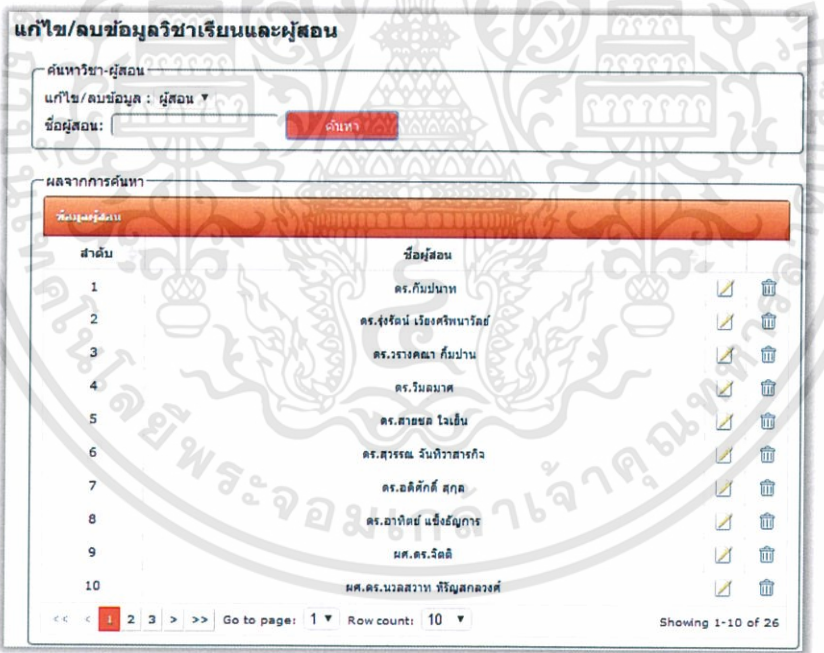 แก้ไข/ลบข้อมูลวิชาเรียนและผู้สอน
ค้นหาวิชา-ผู้สอน
แก้ไข/ลบข้อมูล : ผู้สอน ▼
ชื่อผู้สอน: ค้นหา
ผลจากการค้นหา
ข้อมูลผู้สอน
ลำดับ ชื่อผู้สอน
1 ดร.กัมปนาท
2 ดร.รุ่งรัตน์ เวียงศรีพนาวัลย์
3 ดร.วรางคณา กิ้มปาน
4 ดร.วิมลมาศ
5 ดร.สายชล ใจเย็น
6 ดร.สุวรรณ จันทิวาสารกิจ
7 ดร.อดิศักดิ์ สุกุล
8 ดร.อาทิตย์ แข็งธัญการ
9 ผศ.ดร.จิตติ
10 ผศ.ดร.นวลสวาท หิรัญสกลวงศ์
<< < 1 2 3 > >> Go to page: 1 ▼ Row count: 10 ▼ Showing 1-10 of 26